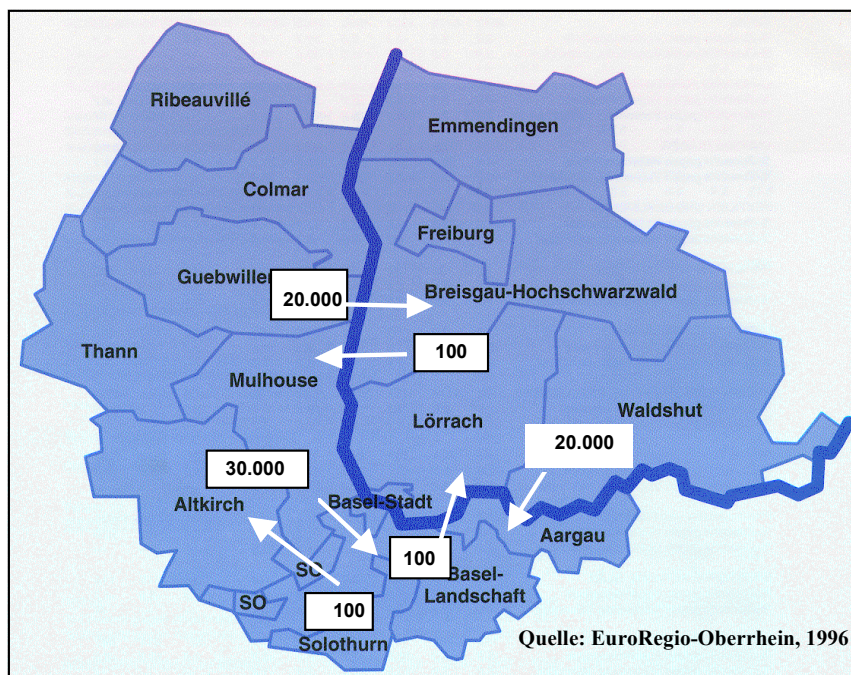 Ribeauvillé
Emmendingen
Colmar
Freiburg
Guebwiller
20.000
Breisgau-Hochschwarzwald
Thann
100
Mulhouse
Lörrach
Waldshut
20.000
30.000
Altkirch
Basel-Stadt
Aargau
100
SO
Basel-
Landschaft
SO
100
Solothurn
Quelle: EuroRegio-Oberrhein, 1996